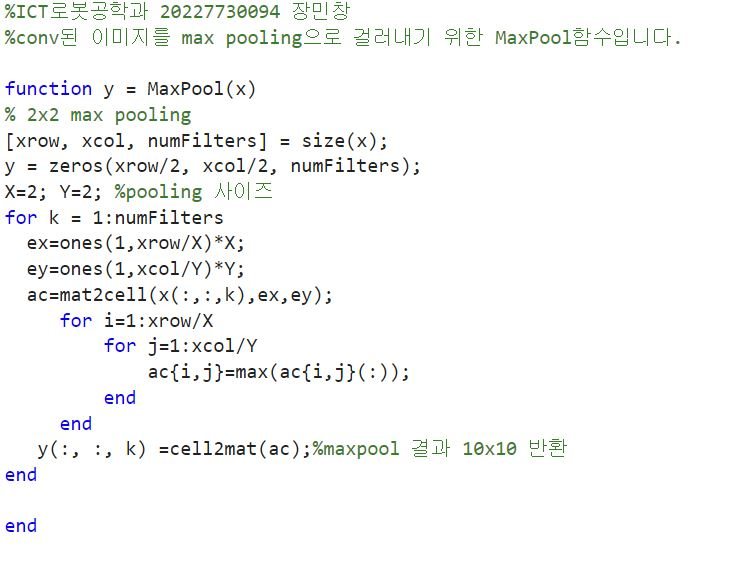 %ICT로봇공학과 20227730094 장민창
%conv된 이미지를 max pooling으로 걸러내기 위한 MaxPool함수입니다.
function y = MaxPool(x)
% 2x2 max pooling
[xrow, xcol, numFilters] = size(x);
y = zeros(xrow/2, xcol/2, numFilters);
X=2; Y=2; %pooling 사이즈
for k = 1:numFilters
ex=ones(1,xrow/X)*X;
ey=ones(1,xcol/Y)*Y;
ac=mat2cell(x(:,:,k),ex,ey);
for i=1:xrow/X
for j=1:xcol/Y
ac{i,j}=max(ac{i,j}(:));
end
end
y(:, :, k) =cell2mat(ac);%maxpool 결과 10x10 반환
end
end